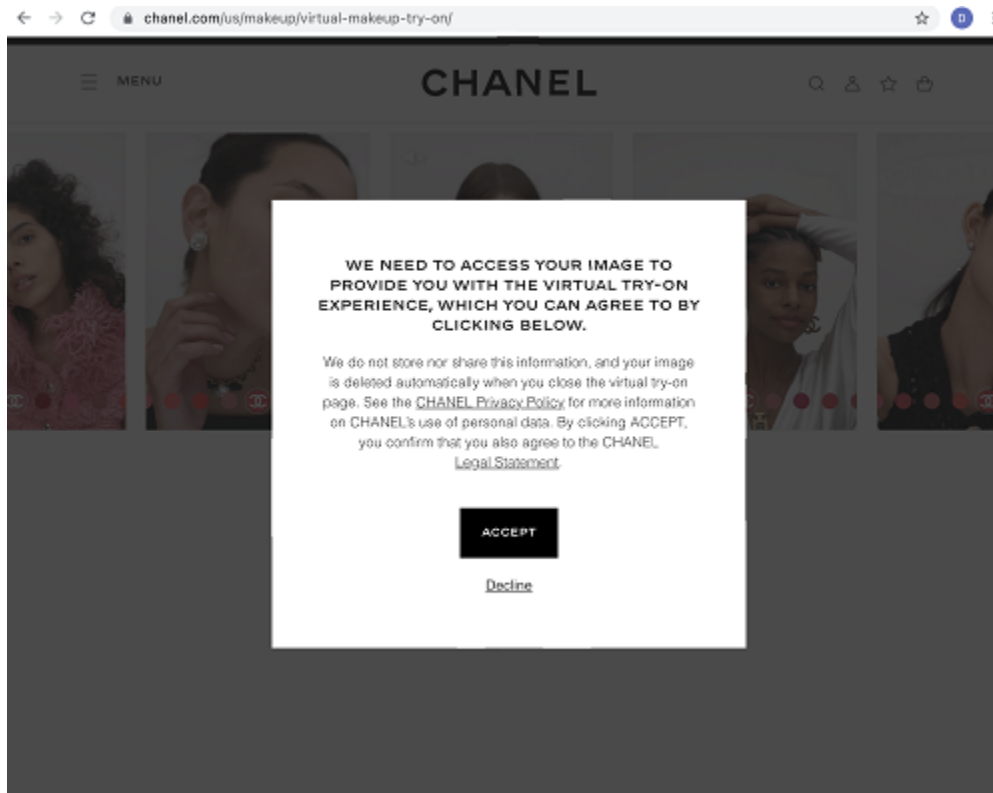 chanel.com/us/makeup/virtual-makeup-try-on/
D
MENU
CHANEL
WE NEED TO ACCESS YOUR IMAGE TO
PROVIDE YOU WITH THE VIRTUAL TRY-ON
EXPERIENCE, WHICH YOU CAN AGREE TO BY
CLICKING BELOW.
We do not store nor share this information, and your image
is deleted automatically when you close the virtual try-on
page. See the CHANEL Privacy Policy for more information
on CHANEL's use of personal data. By clicking ACCEPT,
you confirm that you also agree to the CHANEL
Legal Statement.
ACCEPT
Decline